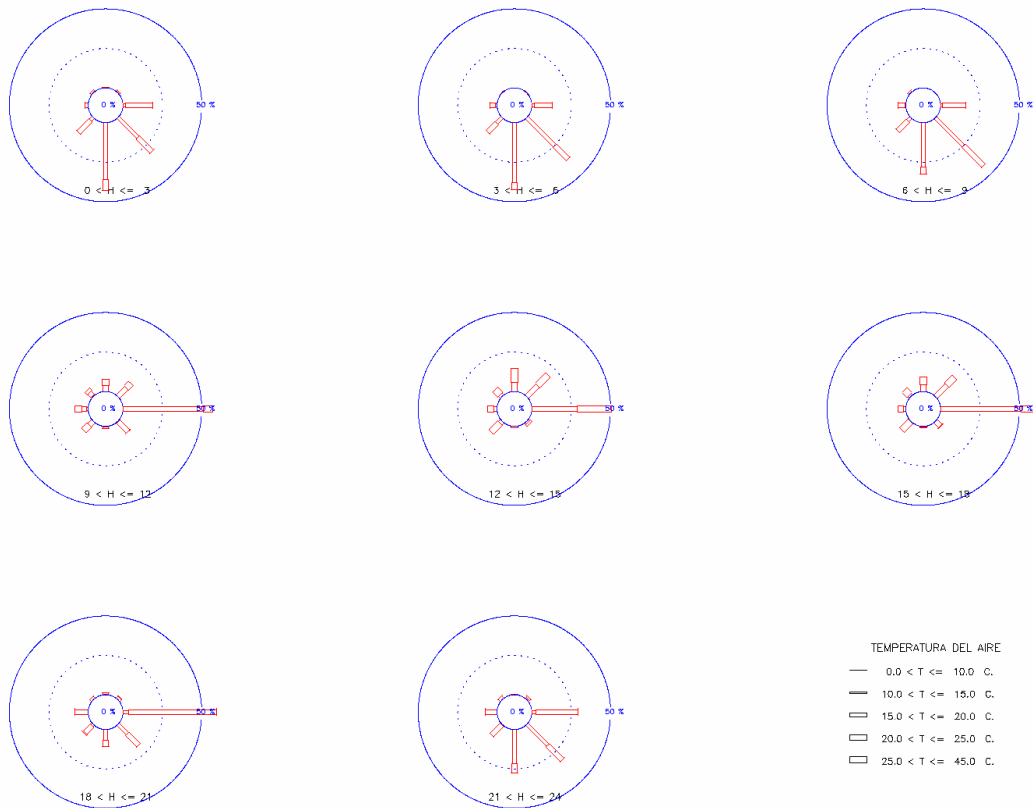 0 % 50 %
0 % 50 %
0 % 50 %
0 < H <= 3
3 < H <= 6
6 < H <= 9
0 % 50 %
0 % 50 %
0 % 50 %
9 < H <= 12
12 < H <= 15
15 < H <= 18
TEMPERATURA DEL AIRE
0.0 < T <= 10.0 C.
10.0 < T <= 15.0 C.
0 % 50 %
0 % 50 %
15.0 < T <= 20.0 C.
20.0 < T <= 25.0 C.
25.0 < T <= 45.0 C.
18 < H <= 21
21 < H <= 24